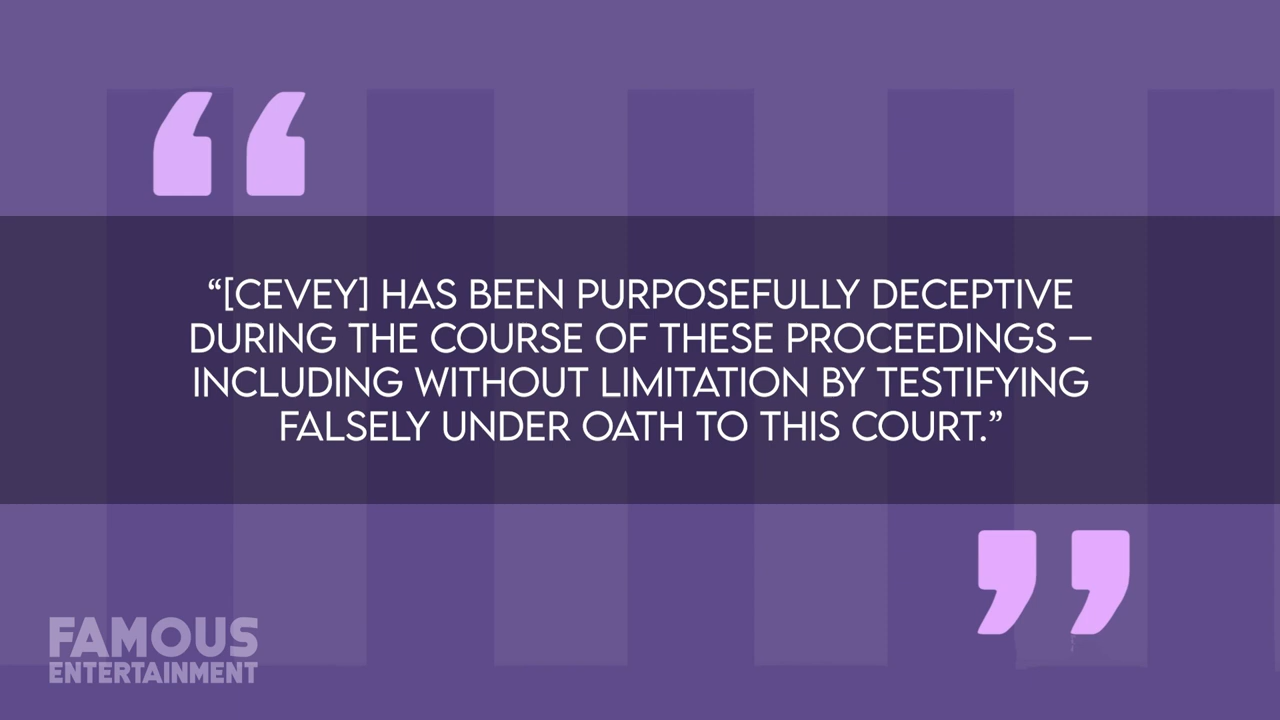 “[CEVEY] HAS BEEN PURPOSEFULLY DECEPTIVE
DURING THE COURSE OF THESE PROCEEDINGS –
INCLUDING WITHOUT LIMITATION BY TESTIFYING
FALSELY UNDER OATH TO THIS COURT.”
FAMOUS
ENTERTAINMENT